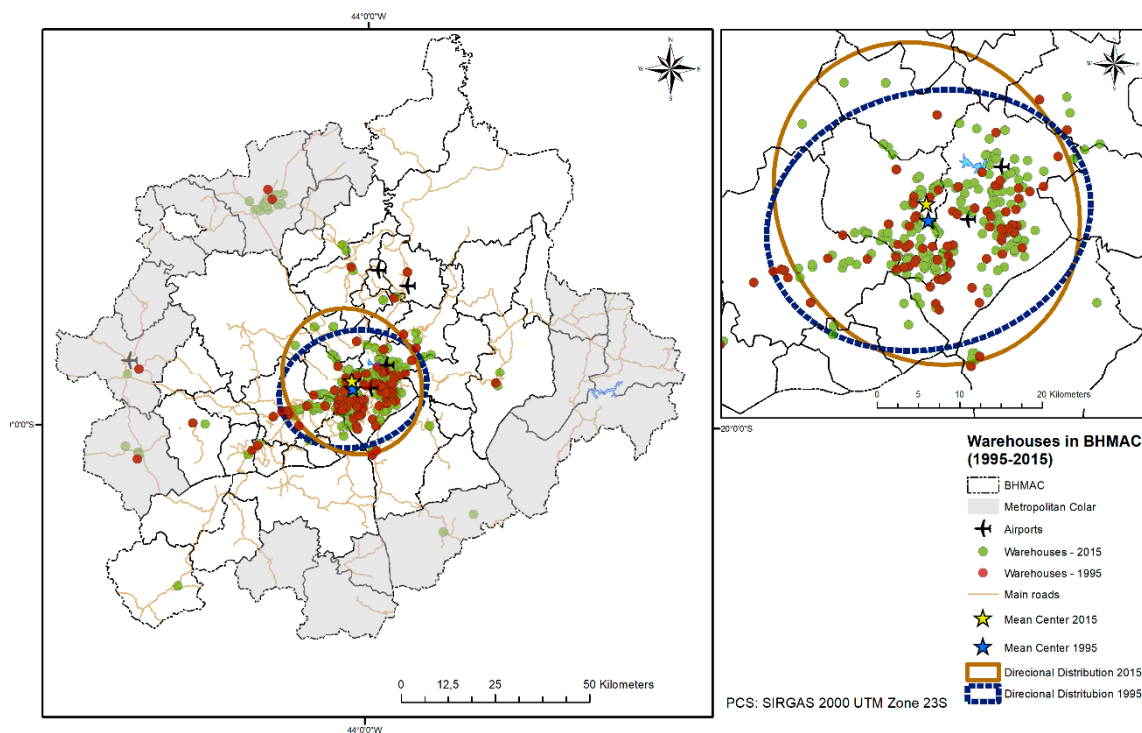 44°0'0"W
N
W E
S
N
W E
S
1°0'0"S
0 12,5 25 50 Kilometers
44°0'0"W
0 5 10 20 Kilometers
20°0'0"S
Warehouses in BHMAC
(1995-2015)
BHMAC
Metropolitan Colar
Airports
Warehouses - 2015
Warehouses - 1995
Main roads
Mean Center 2015
Mean Center 1995
Direcional Distribution 2015
Direcional Distritubion 1995
PCS: SIRGAS 2000 UTM Zone 23S